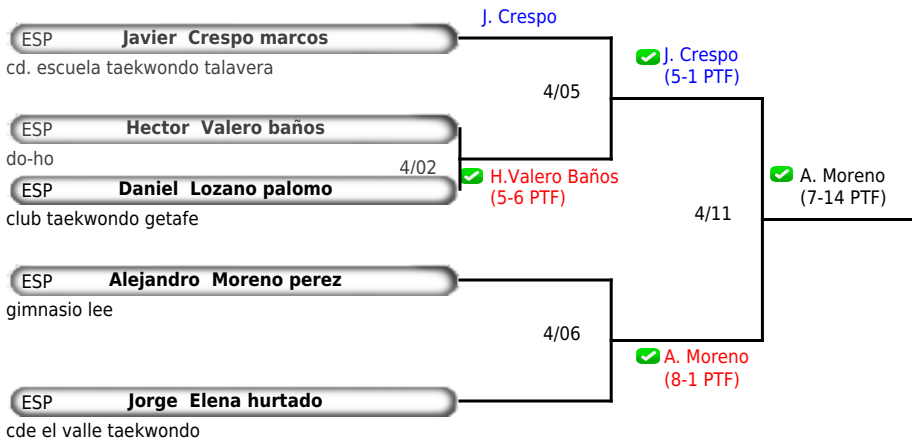 J. Crespo
ESP Javier Crespo marcos
cd. escuela taekwondo talavera
J. Crespo
(5-1 PTF)
4/05
ESP Hector Valero baños
do-ho
4/02
H.Valero Baños
(5-6 PTF)
ESP Daniel Lozano palomo
club taekwondo getafe
A. Moreno
(7-14 PTF)
4/11
ESP Alejandro Moreno perez
gimnasio lee
4/06
A. Moreno
(8-1 PTF)
ESP Jorge Elena hurtado
cde el valle taekwondo